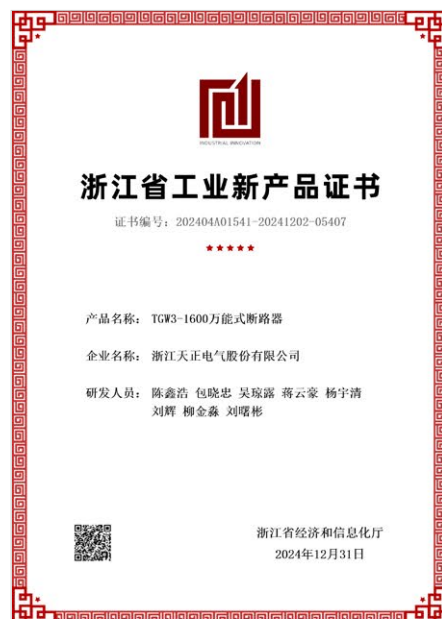 INDUSTRIAL INNOVATION
浙江省工业新产品证书
证书编号：202404A01541-20241202-05407
产品名称： TGW3-1600万能式断路器
企业名称： 浙江天正电气股份有限公司
研发人员： 陈鑫浩 包晓忠 吴琼露 蒋云豪 杨宇清
刘辉 柳金淼 刘曙彬
浙江省经济和信息化厅
2024年12月31日